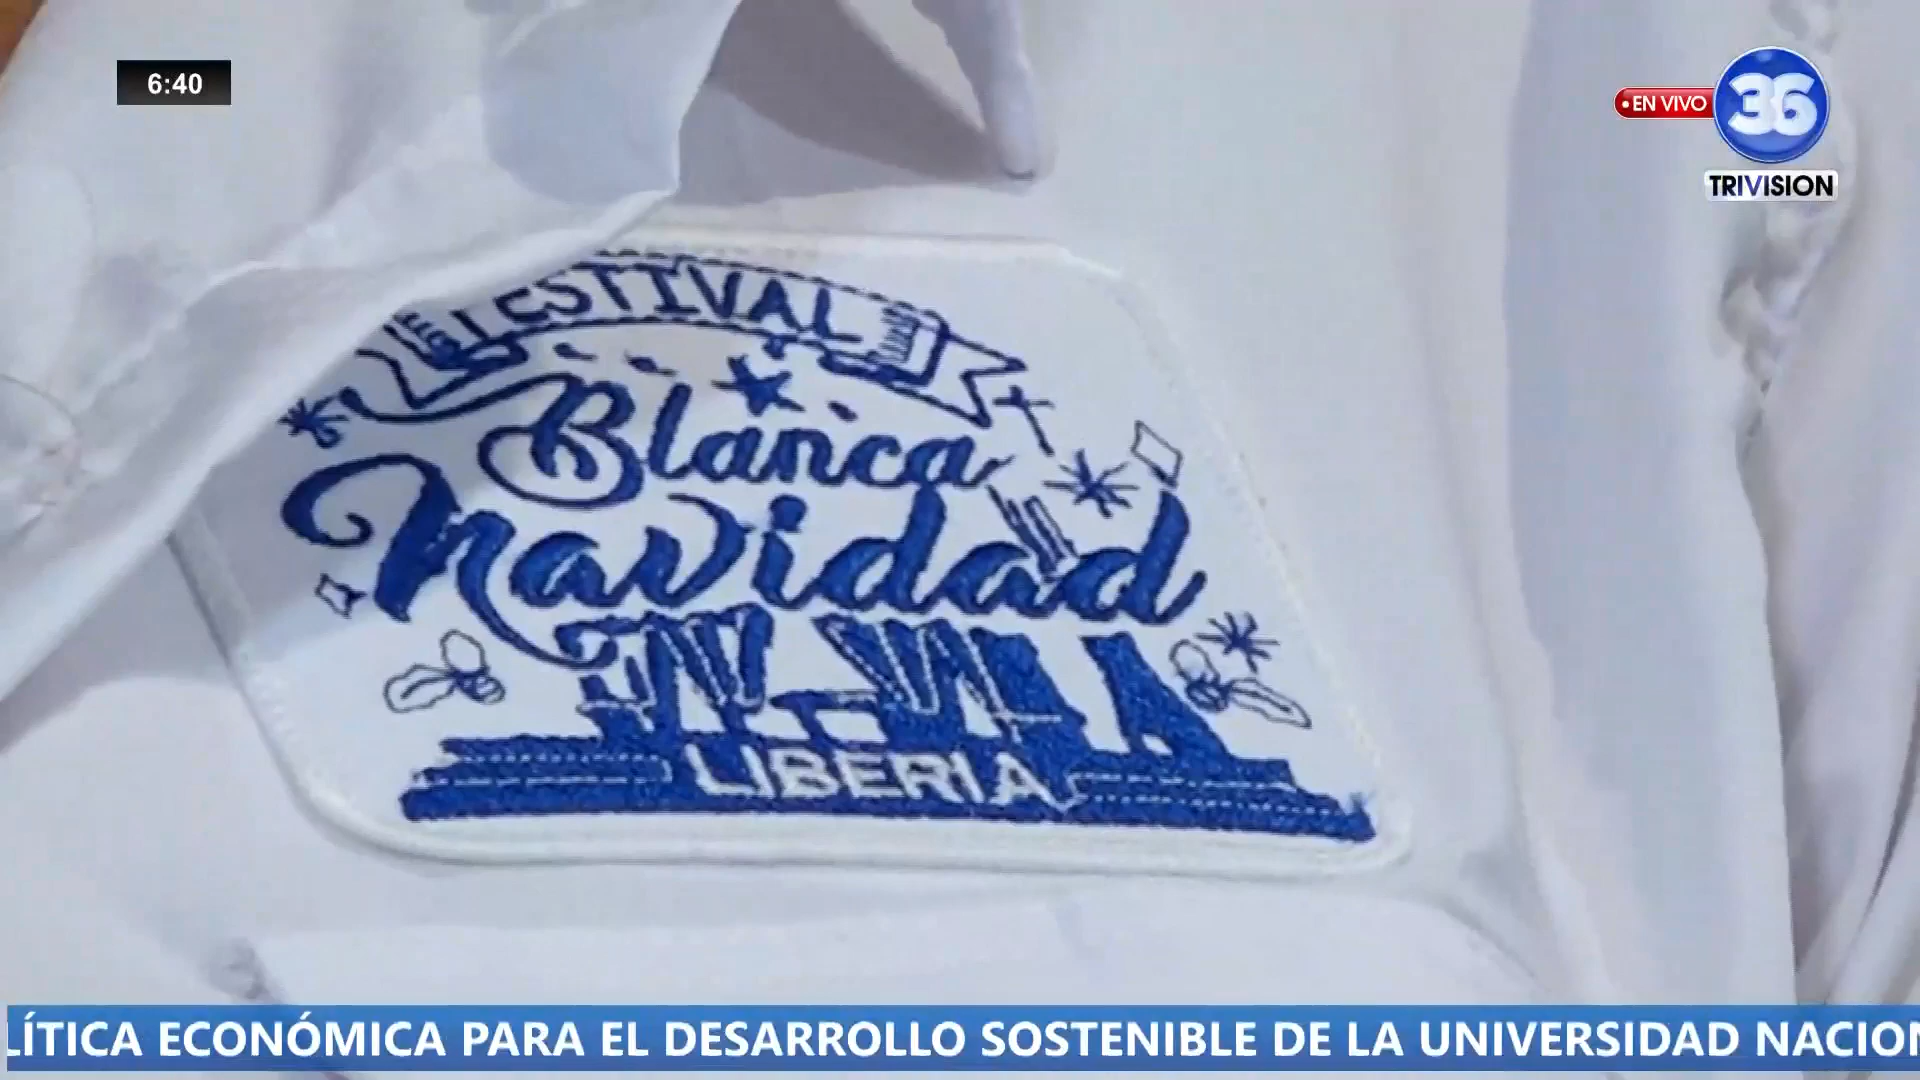 6:40
• EN VIVO
36
TRIVISION
FESTIVAL
Blanca
Navidad
LIBERIA
LÍTICA ECONÓMICA PARA EL DESARROLLO SOSTENIBLE DE LA UNIVERSIDAD NACION